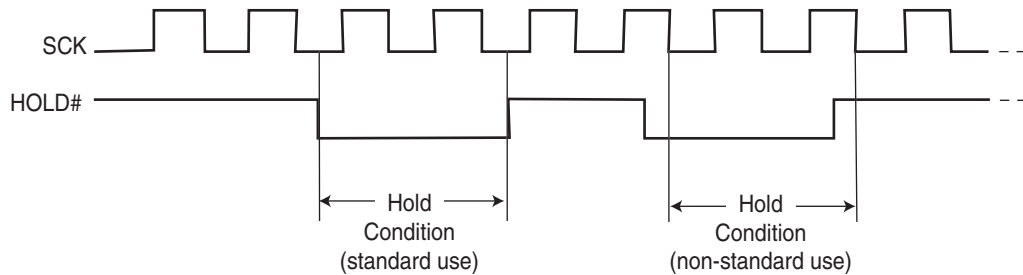 SCK
HOLD#
Hold
Condition
(standard use)
Hold
Condition
(non-standard use)